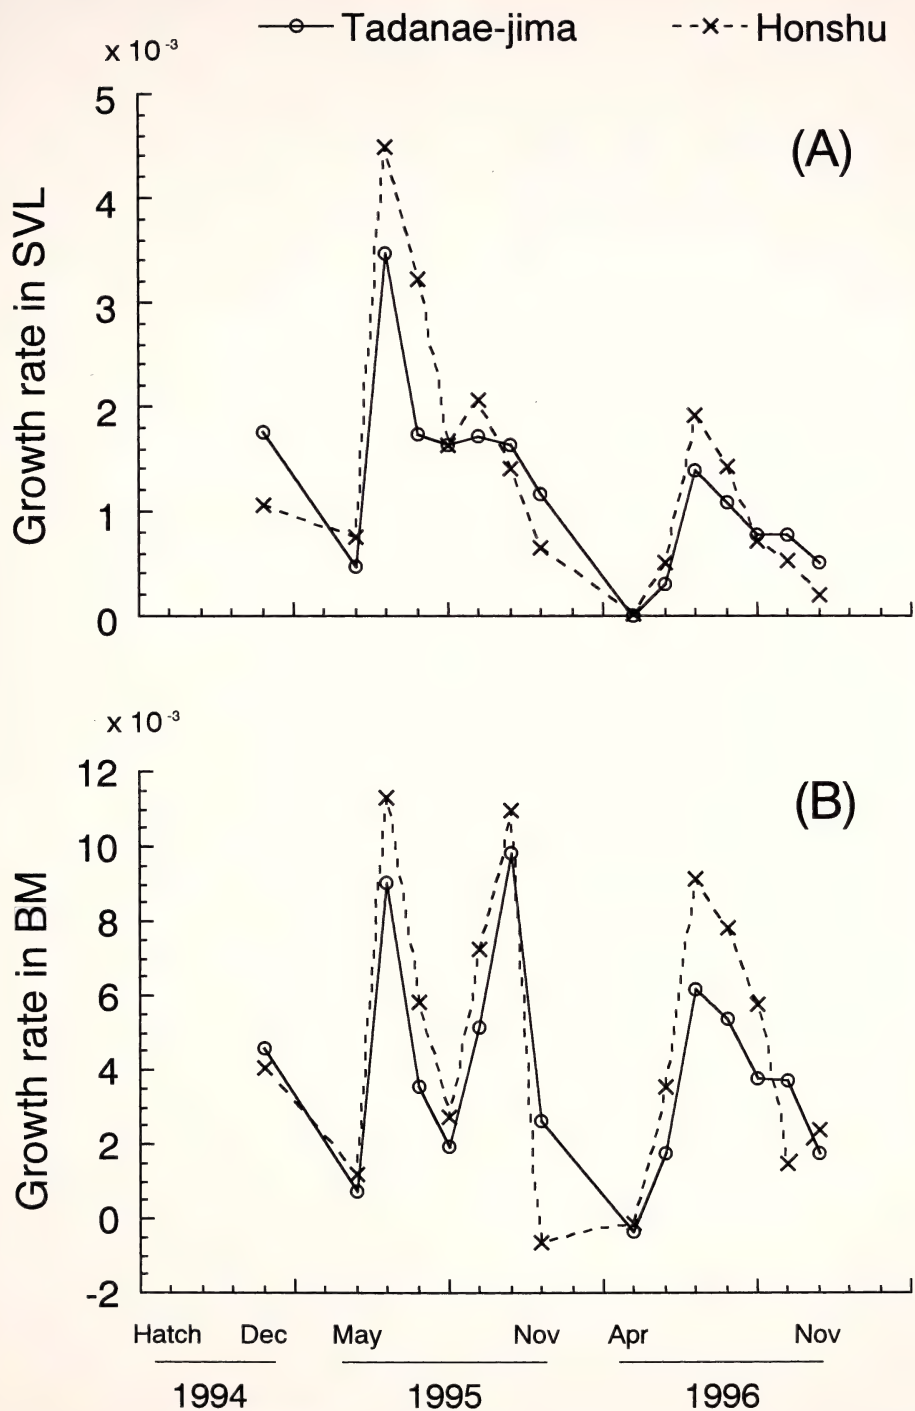 Tadanae-jima Honshu
x 10⁻³
(A)
Growth rate in SVL
5
4
3
2
1
0
x 10⁻³
(B)
Growth rate in BM
12
10
8
6
4
2
0
-2
Hatch Dec May Nov Apr Nov
1994 1995 1996